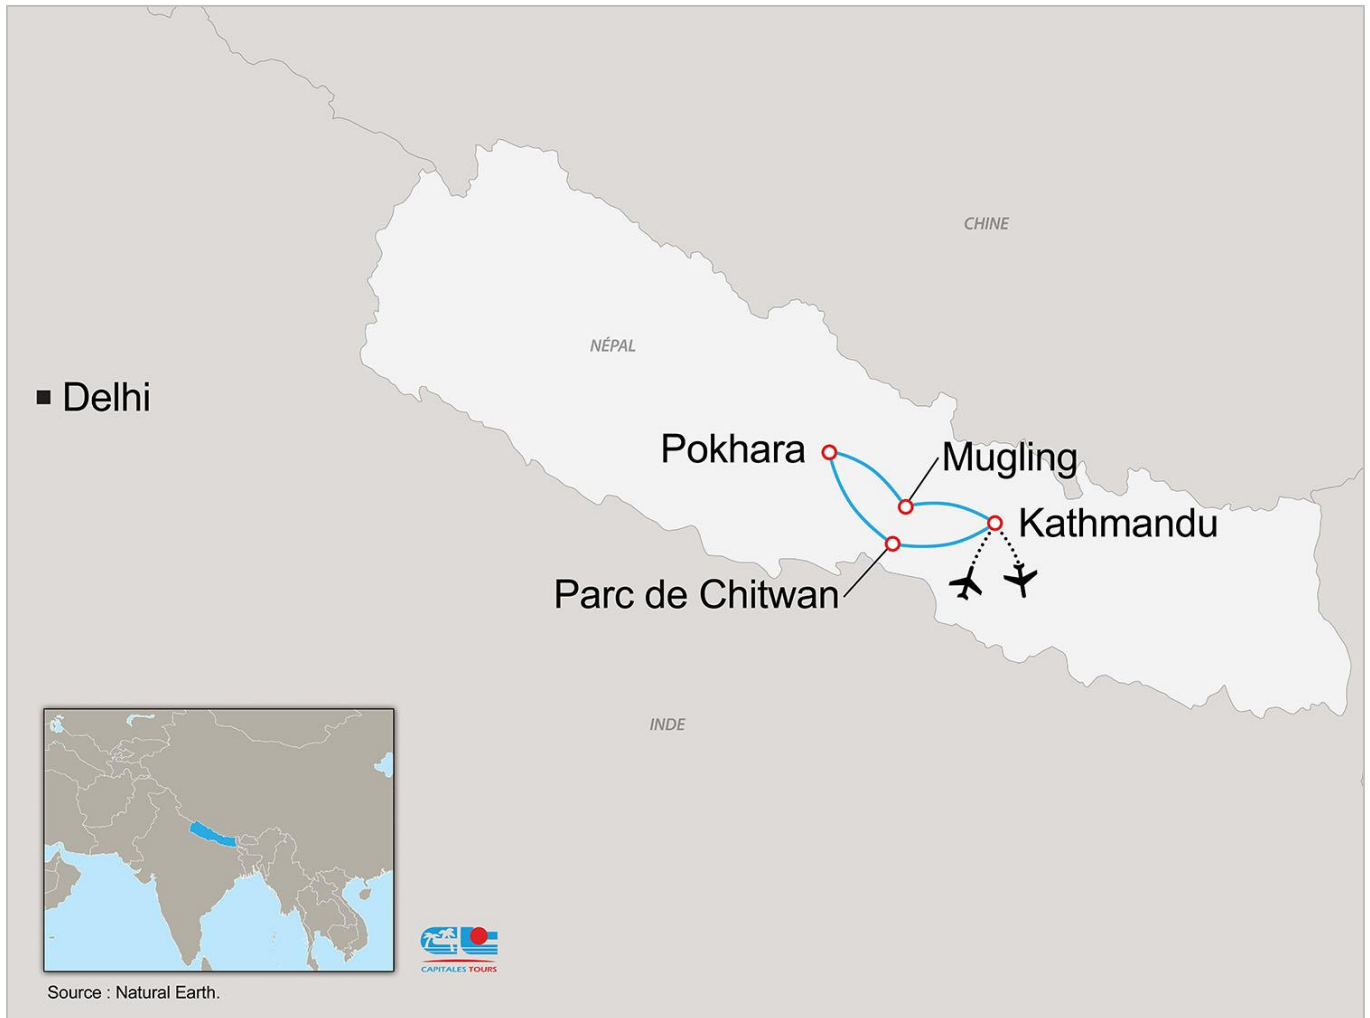 CHINE
NÉPAL
Delhi
Pokhara
Mugling
Kathmandu
Parc de Chitwan
INDE
CAPITALES TOURS
Source : Natural Earth.